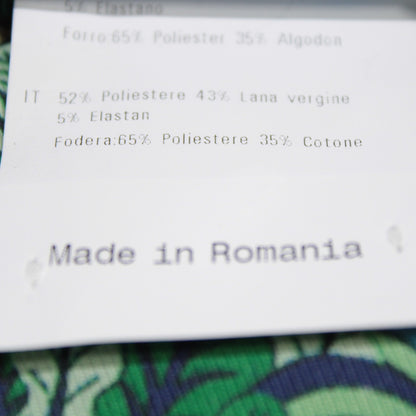 5% Elastano
Forro:65% Poliester 35% Algodon
IT 52% Poliestere 43% Lana vergine
5% Elastan
Fodera:65% Poliestere 35% Cotone
Made in Romania